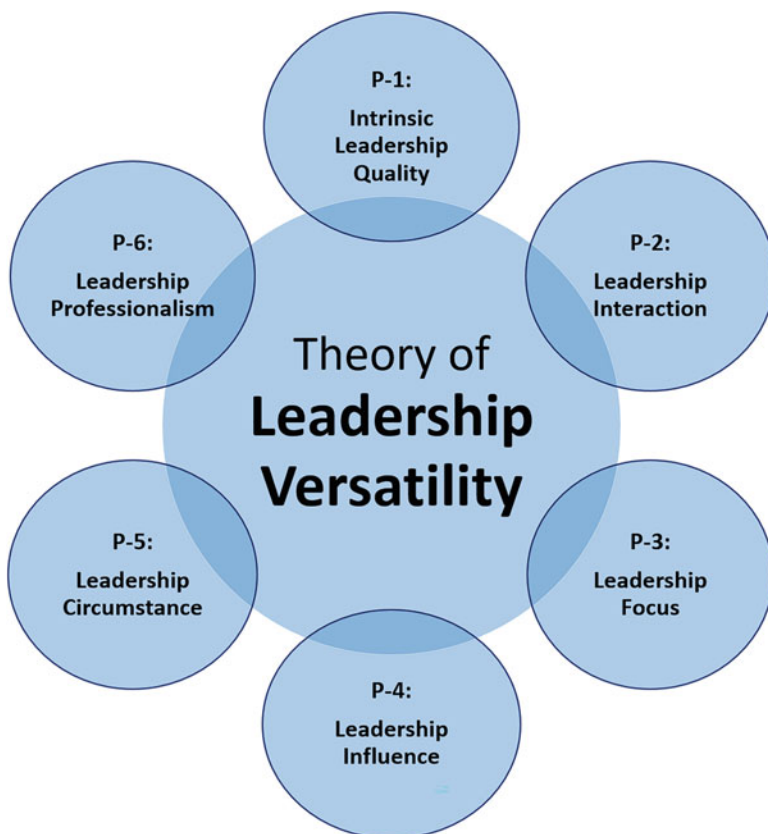 P-1:
Intrinsic
Leadership
Quality
P-2:
Leadership
Interaction
P-3:
Leadership
Focus
P-4:
Leadership
Influence
P-5:
Leadership
Circumstance
P-6:
Leadership
Professionalism
Theory of
Leadership
Versatility